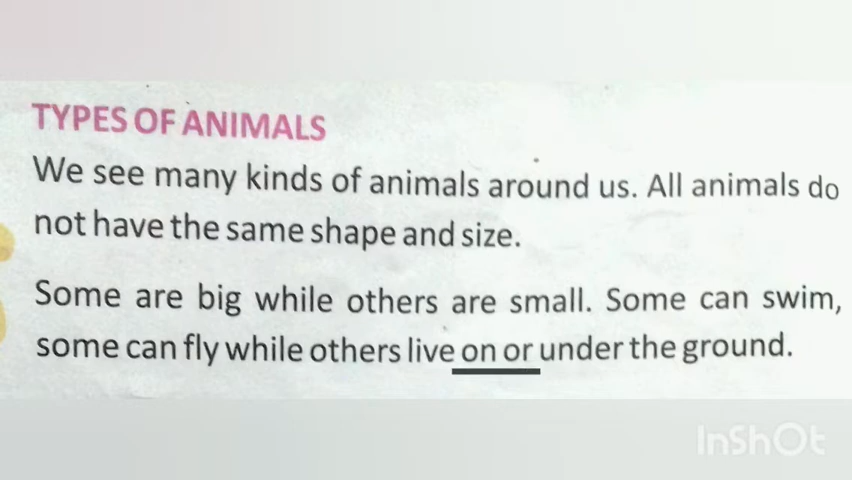 TYPES OF ANIMALS
We see many kinds of animals around us. All animals do
not have the same shape and size.
Some are big while others are small. Some can swim,
some can fly while others live on or under the ground.
InShOt